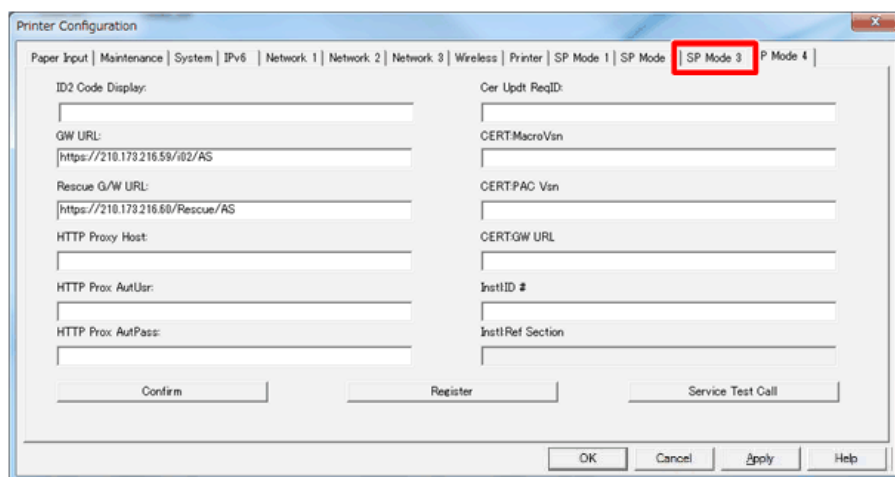 Printer Configuration
x
Paper Input | Maintenance | System | IPv6 | Network 1 | Network 2 | Network 3 | Wireless | Printer | SP Mode 1 | SP Mode | SP Mode 3 P Mode 4
ID2 Code Display: Cer Updt ReqID:
GW URL: CERT:MacroVsn
https://210.173.216.59/i02/AS
Rescue G/W URL: CERT:PAC Vsn
https://210.173.216.60/Rescue/AS
HTTP Proxy Host: CERT:GW URL
HTTP Prox AutUsr: Instl:ID #
HTTP Prox AutPass: Instl:Ref Section
Confirm Register Service Test Call
OK Cancel Apply Help